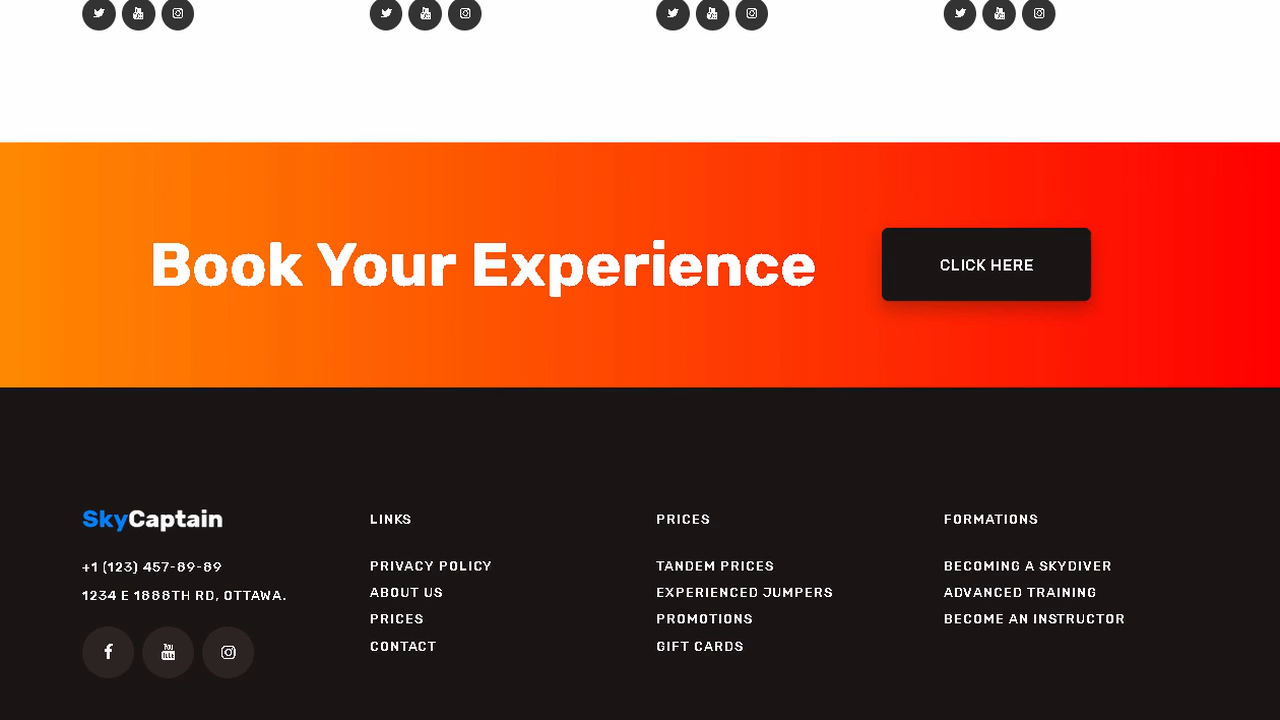 Book Your Experience
CLICK HERE
SkyCaptain
+1 (123) 457-89-89
1234 E 1888TH RD, OTTAWA.
LINKS
PRIVACY POLICY
ABOUT US
PRICES
CONTACT
PRICES
TANDEM PRICES
EXPERIENCED JUMPERS
PROMOTIONS
GIFT CARDS
FORMATIONS
BECOMING A SKYDIVER
ADVANCED TRAINING
BECOME AN INSTRUCTOR